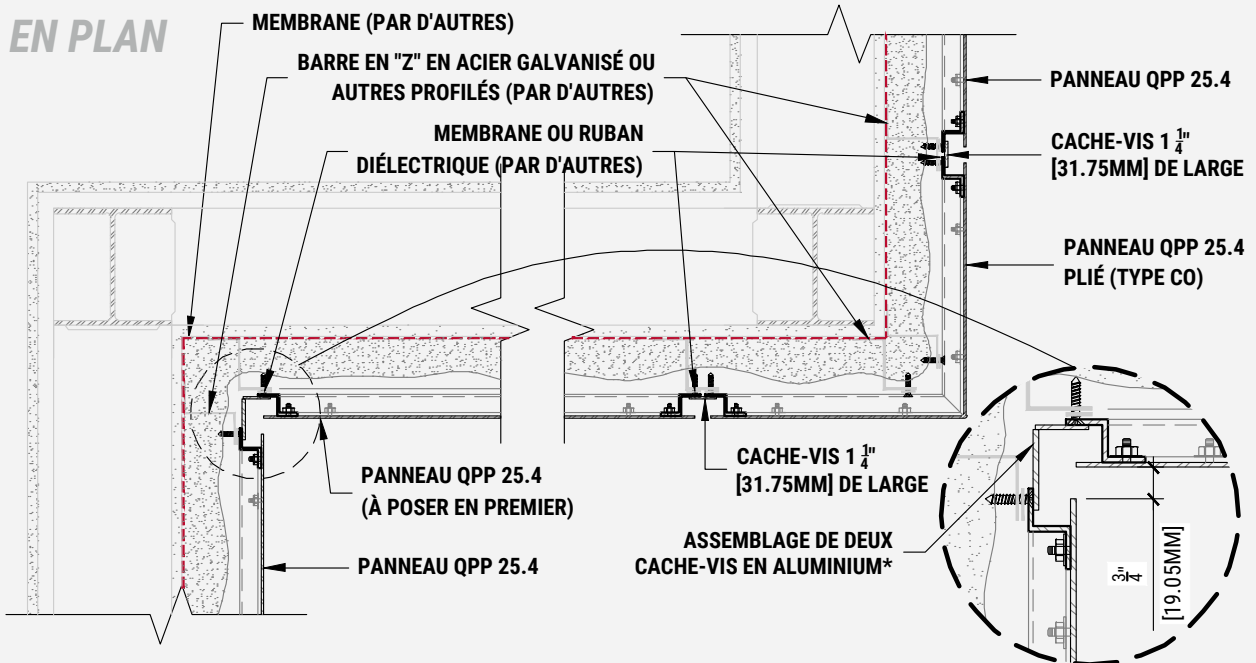 EN PLAN
MEMBRANE (PAR D'AUTRES)
BARRE EN "Z" EN ACIER GALVANISÉ OU
AUTRES PROFILÉS (PAR D'AUTRES)
MEMBRANE OU RUBAN
DIÉLECTRIQUE (PAR D'AUTRES)
PANNEAU QPP 25.4
CACHE-VIS 1 1/4"
[31.75MM] DE LARGE
PANNEAU QPP 25.4
PLIÉ (TYPE CO)
CACHE-VIS 1 1/4"
[31.75MM] DE LARGE
PANNEAU QPP 25.4
(À POSER EN PREMIER)
ASSEMBLAGE DE DEUX
CACHE-VIS EN ALUMINIUM*
PANNEAU QPP 25.4
3/4"
[19.05MM]